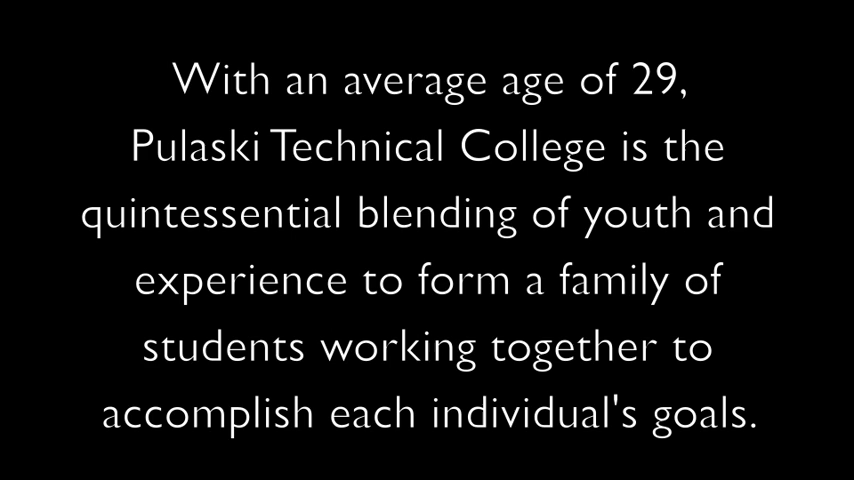 With an average age of 29,
Pulaski Technical College is the
quintessential blending of youth and
experience to form a family of
students working together to
accomplish each individual's goals.